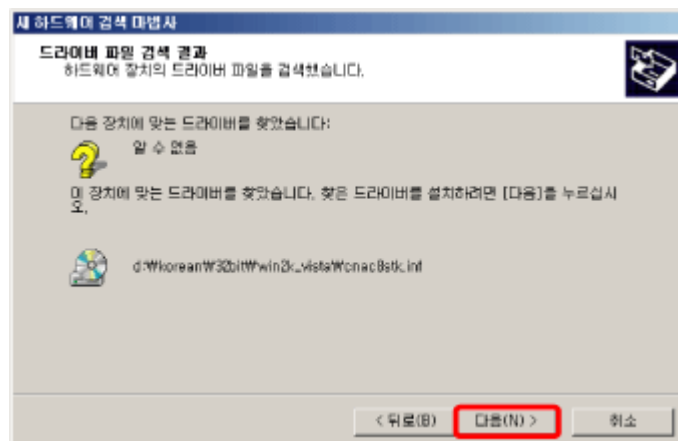 새 하드웨어 검색 마법사
드라이버 파일 검색 결과
하드웨어 장치의 드라이버 파일을 검색했습니다.
다음 장치에 맞는 드라이버를 찾았습니다:
알 수 없음
이 장치에 맞는 드라이버를 찾았습니다. 찾은 드라이버를 설치하려면 [다음]를 누르십시
오.
d:₩korean₩32bit₩win2k_vista₩cnac8stk.inf
< 뒤로(B)
다음(N) >
취소